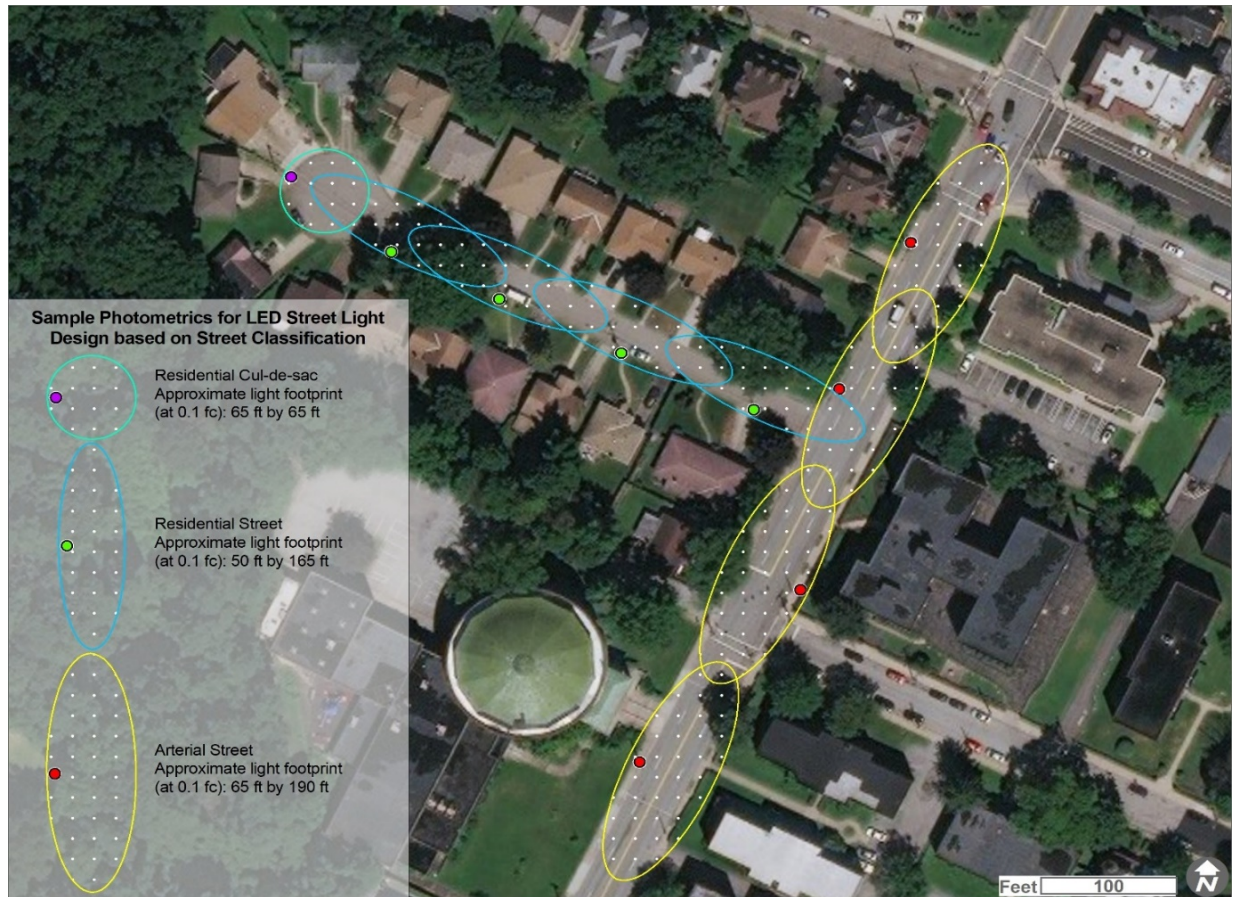 Sample Photometrics for LED Street Light
Design based on Street Classification
Residential Cul-de-sac
Approximate light footprint
(at 0.1 fc): 65 ft by 65 ft
Residential Street
Approximate light footprint
(at 0.1 fc): 50 ft by 165 ft
Arterial Street
Approximate light footprint
(at 0.1 fc): 65 ft by 190 ft
Feet 100
N